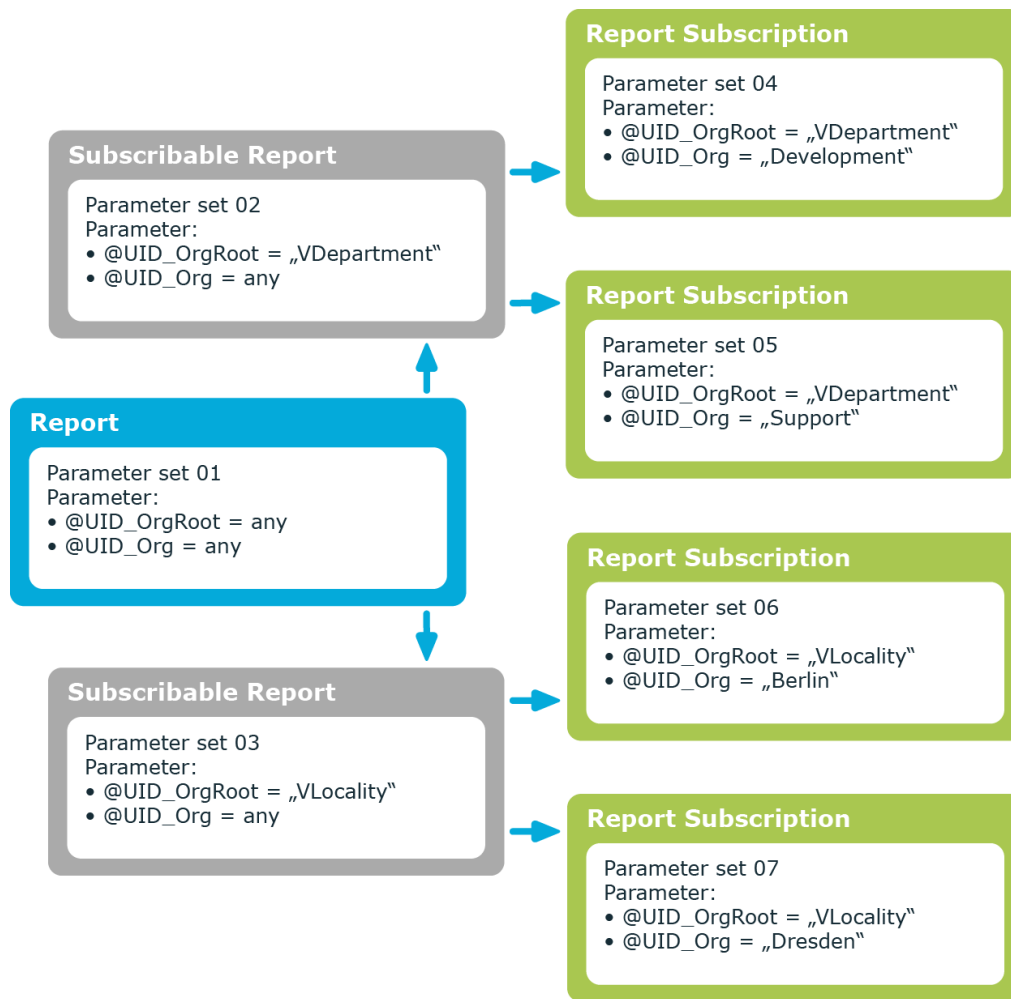 Report Subscription
Parameter set 04
Parameter:
• @UID_OrgRoot = „VDepartment“
• @UID_Org = „Development“
Subscribable Report
Parameter set 02
Parameter:
• @UID_OrgRoot = „VDepartment“
• @UID_Org = any
Report Subscription
Parameter set 05
Parameter:
• @UID_OrgRoot = „VDepartment“
• @UID_Org = „Support“
Report
Parameter set 01
Parameter:
• @UID_OrgRoot = any
• @UID_Org = any
Report Subscription
Parameter set 06
Parameter:
• @UID_OrgRoot = „VLocality“
• @UID_Org = „Berlin“
Subscribable Report
Parameter set 03
Parameter:
• @UID_OrgRoot = „VLocality“
• @UID_Org = any
Report Subscription
Parameter set 07
Parameter:
• @UID_OrgRoot = „VLocality“
• @UID_Org = „Dresden“